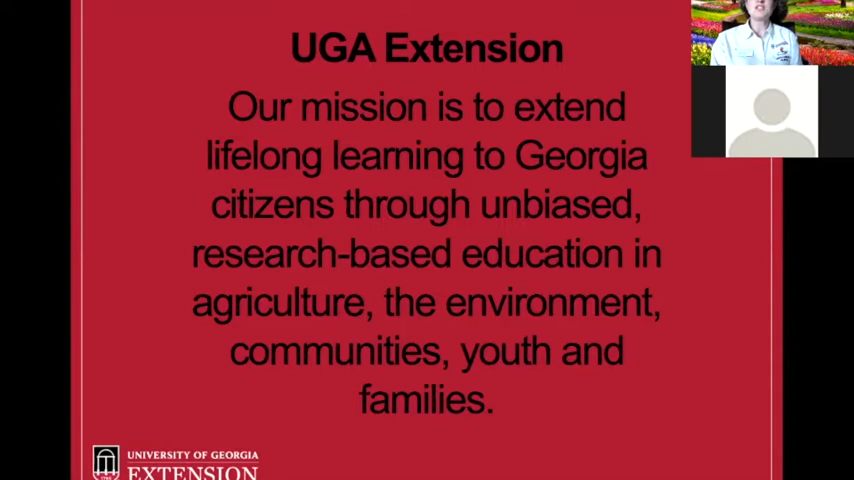 UGA Extension
Our mission is to extend
lifelong learning to Georgia
citizens through unbiased,
research-based education in
agriculture, the environment,
communities, youth and
families.
UNIVERSITY OF GEORGIA
EXTENSION